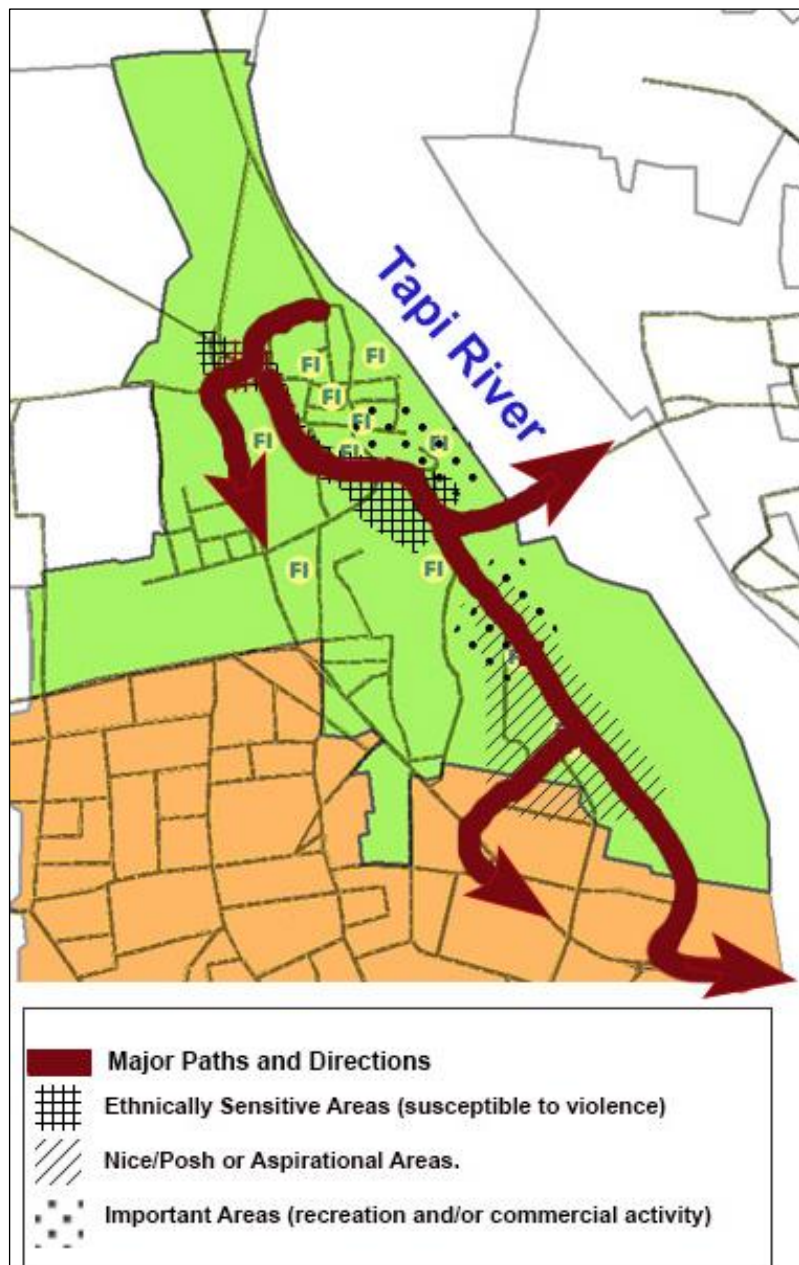 Tapi River
FI
FI
FI
FI
FI
FI
FI
FI
FI
Major Paths and Directions
Ethnically Sensitive Areas (susceptible to violence)
Nice/Posh or Aspirational Areas.
Important Areas (recreation and/or commercial activity)